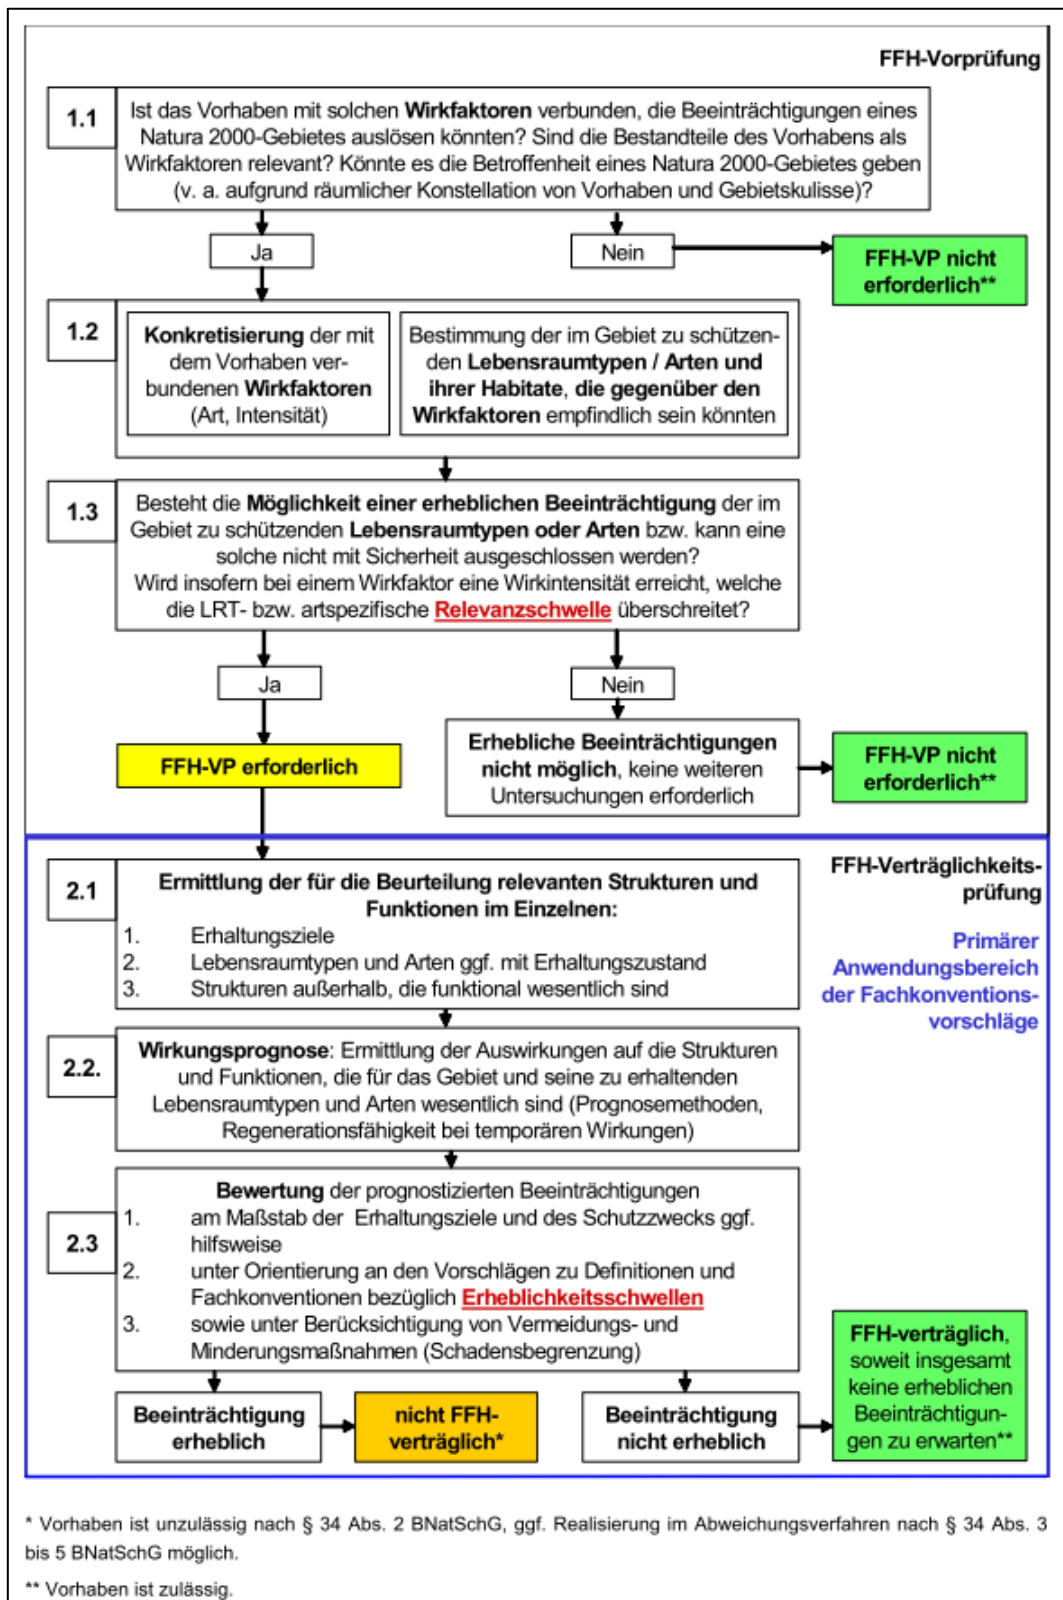 FFH-Vorprüfung
1.1
Ist das Vorhaben mit solchen Wirkfaktoren verbunden, die Beeinträchtigungen eines
Natura 2000-Gebietes auslösen könnten? Sind die Bestandteile des Vorhabens als
Wirkfaktoren relevant? Könnte es die Betroffenheit eines Natura 2000-Gebietes geben
(v. a. aufgrund räumlicher Konstellation von Vorhaben und Gebietskulisse)?
Ja
Nein
FFH-VP nicht
erforderlich**
1.2
Konkretisierung der mit
dem Vorhaben ver-
bundenen Wirkfaktoren
(Art, Intensität)
Bestimmung der im Gebiet zu schützen-
den Lebensraumtypen / Arten und
ihrer Habitate, die gegenüber den
Wirkfaktoren empfindlich sein könnten
1.3
Besteht die Möglichkeit einer erheblichen Beeinträchtigung der im
Gebiet zu schützenden Lebensraumtypen oder Arten bzw. kann eine
solche nicht mit Sicherheit ausgeschlossen werden?
Wird insofern bei einem Wirkfaktor eine Wirkintensität erreicht, welche
die LRT- bzw. artspezifische Relevanzschwelle überschreitet?
Ja
Nein
FFH-VP erforderlich
Erhebliche Beeinträchtigungen
nicht möglich, keine weiteren
Untersuchungen erforderlich
FFH-VP nicht
erforderlich**
FFH-Verträglichkeits-
prüfung
Primärer
Anwendungsbereich
der Fachkonventions-
vorschläge
2.1
Ermittlung der für die Beurteilung relevanten Strukturen und
Funktionen im Einzelnen:
1. Erhaltungsziele
2. Lebensraumtypen und Arten ggf. mit Erhaltungszustand
3. Strukturen außerhalb, die funktional wesentlich sind
2.2.
Wirkungsprognose: Ermittlung der Auswirkungen auf die Strukturen
und Funktionen, die für das Gebiet und seine zu erhaltenden
Lebensraumtypen und Arten wesentlich sind (Prognosemethoden,
Regenerationsfähigkeit bei temporären Wirkungen)
2.3
Bewertung der prognostizierten Beeinträchtigungen
1. am Maßstab der Erhaltungsziele und des Schutzzwecks ggf.
hilfsweise
2. unter Orientierung an den Vorschlägen zu Definitionen und
Fachkonventionen bezüglich Erheblichkeitsschwellen
3. sowie unter Berücksichtigung von Vermeidungs- und
Minderungsmaßnahmen (Schadensbegrenzung)
Beeinträchtigung
erheblich
nicht FFH-
verträglich*
Beeinträchtigung
nicht erheblich
FFH-verträglich,
soweit insgesamt
keine erheblichen
Beeinträchtigun-
gen zu erwarten**
* Vorhaben ist unzulässig nach § 34 Abs. 2 BNatSchG, ggf. Realisierung im Abweichungsverfahren nach § 34 Abs. 3
bis 5 BNatSchG möglich.
** Vorhaben ist zulässig.